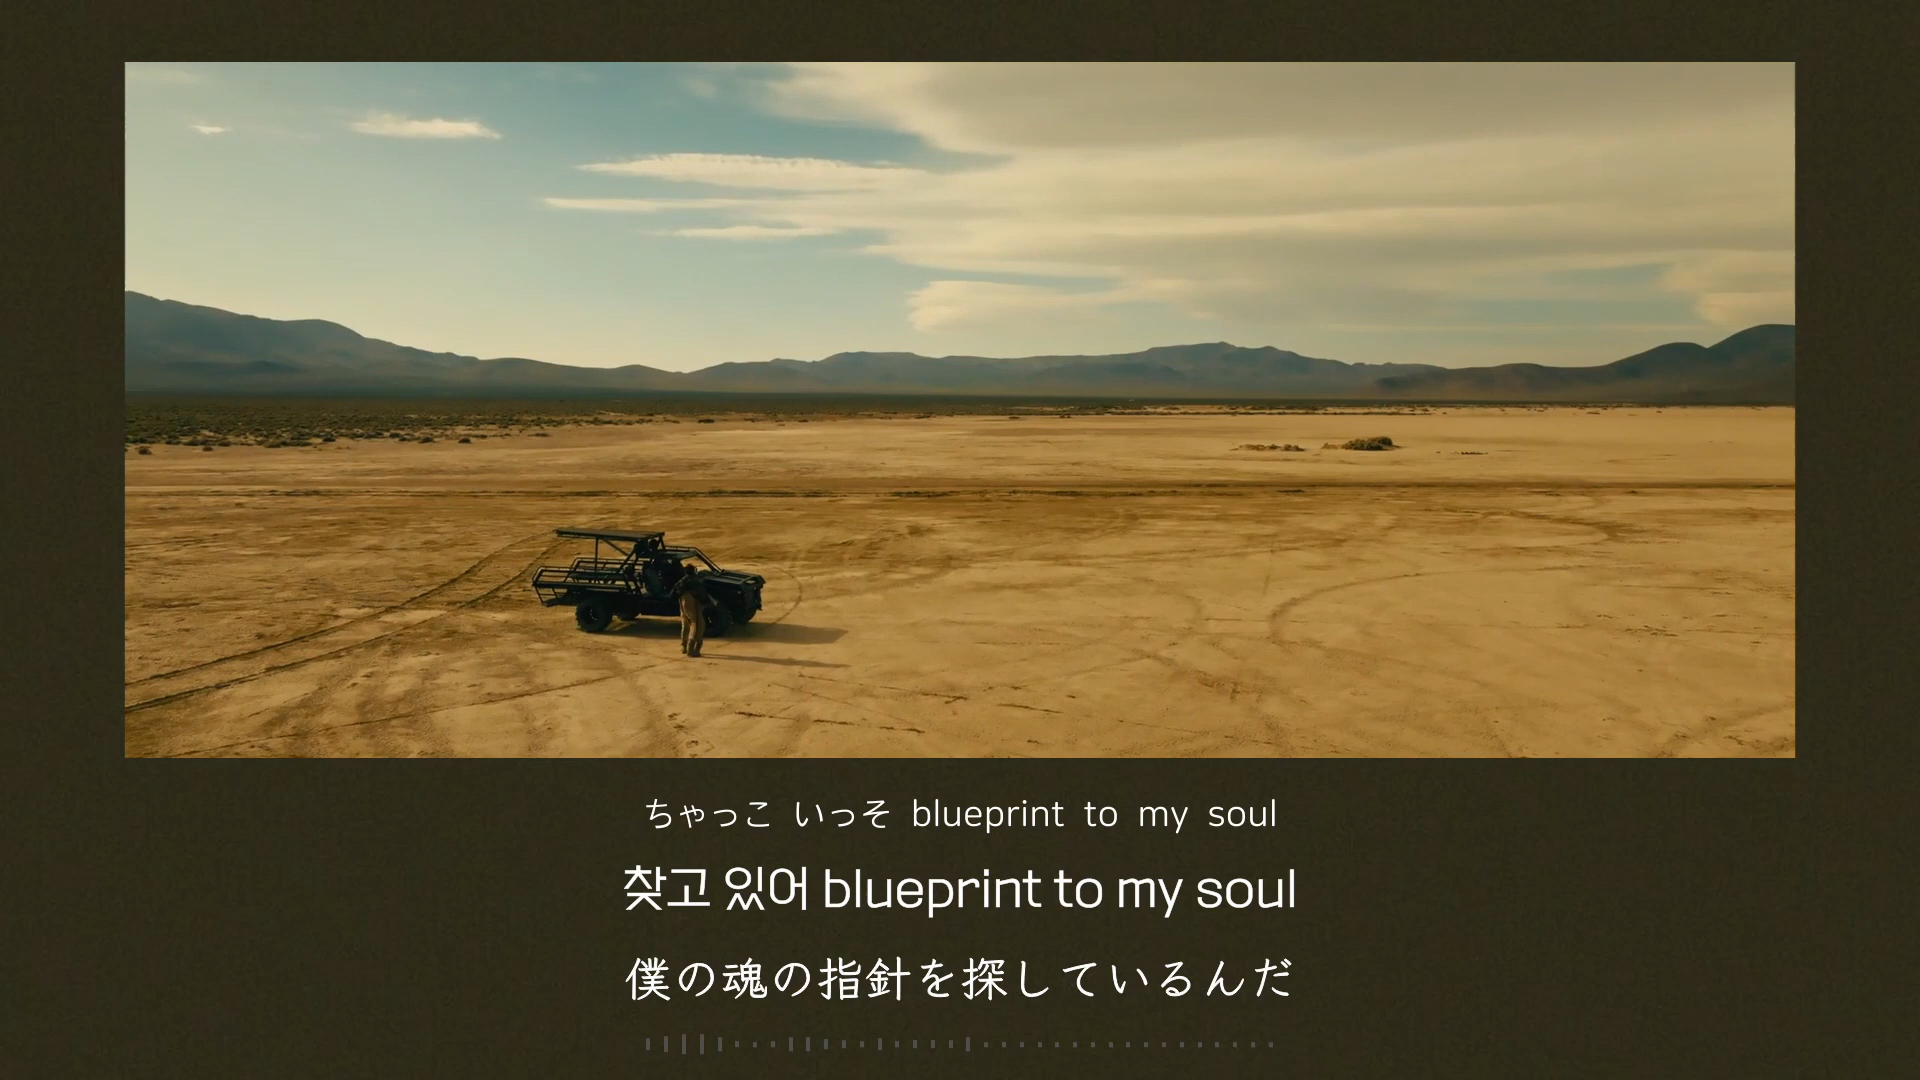 ちゃっこ いっそ blueprint to my soul
찾고 있어 blueprint to my soul
僕の魂の指針を探しているんだ